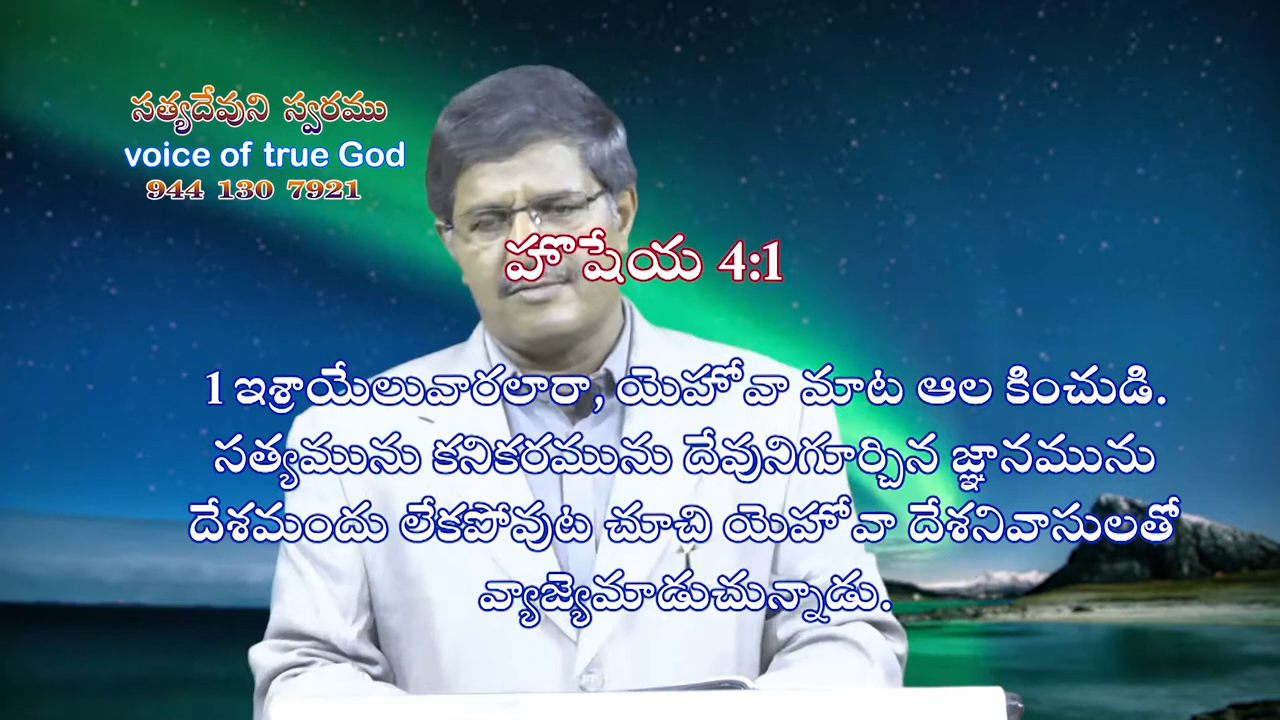 సత్యదేవుని స్వరము
voice of true God
944 130 7921
హొషేయ 4:1
1 ఇశ్రాయేలువారలారా, యెహోవా మాట ఆల కించుడి.
సత్యమును కనికరమును దేవునిగూర్చిన జ్ఞానమును
దేశమందు లేకపోవుట చూచి యెహోవా దేశనివాసులతో
వ్యాజ్యెమాడుచున్నాడు.